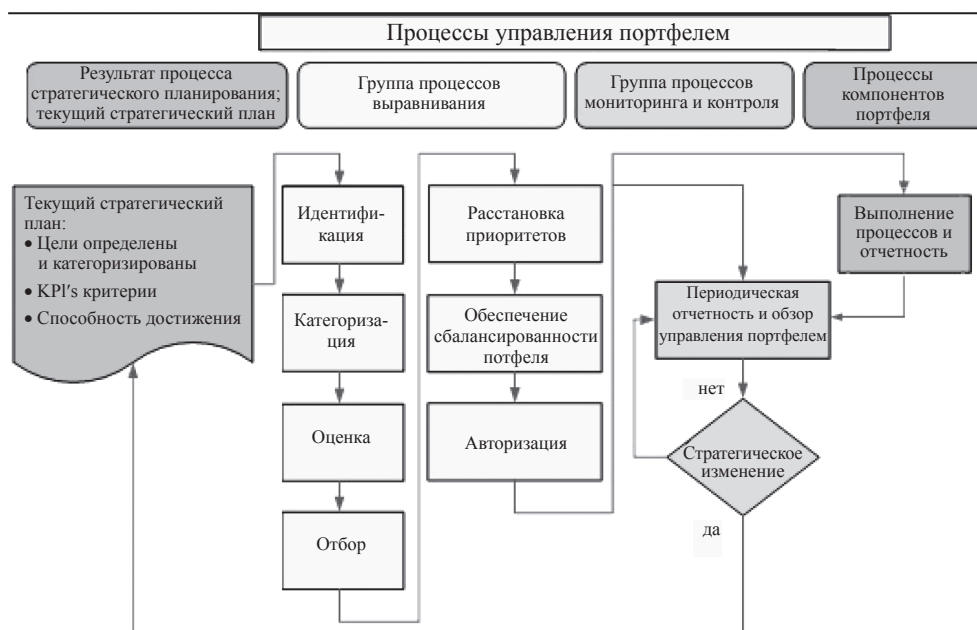 Процессы управления портфелем
Результат процесса
стратегического планирования;
текущий стратегический план
Группа процессов
выравнивания
Группа процессов
мониторинга и контроля
Процессы
компонентов
портфеля
Текущий стратегический
план:
• Цели определены
и категоризированы
• KPI's критерии
• Способность достижения
Идентифи-
кация
Категориза-
ция
Оценка
Отбор
Расстановка
приоритетов
Обеспечение
сбалансированности
потфеля
Авторизация
Периодическая
отчетность и обзор
управления портфелем
нет
Стратегическое
изменение
да
Выполнение
процессов и
отчетность